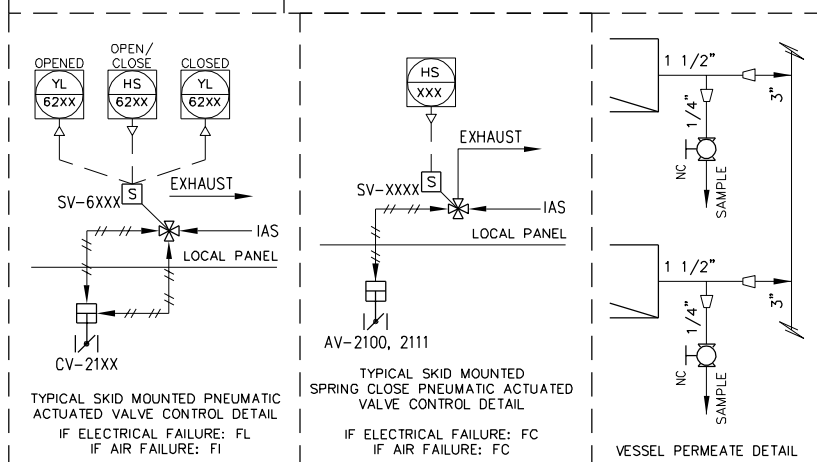 OPENED
OPEN/
CLOSE
CLOSED
YL
62XX
HS
62XX
YL
62XX
S
EXHAUST
SV-6XXX
IAS
LOCAL PANEL
CV-21XX
TYPICAL SKID MOUNTED PNEUMATIC
ACTUATED VALVE CONTROL DETAIL
IF ELECTRICAL FAILURE: FL
IF AIR FAILURE: FI
HS
XXX
EXHAUST
S
SV-XXXX
IAS
LOCAL PANEL
AV-2100, 2111
TYPICAL SKID MOUNTED
SPRING CLOSE PNEUMATIC ACTUATED
VALVE CONTROL DETAIL
IF ELECTRICAL FAILURE: FC
IF AIR FAILURE: FC
1 1/2"
3"
1/4"
NC
SAMPLE
1 1/2"
3"
1/4"
NC
SAMPLE
VESSEL PERMEATE DETAIL